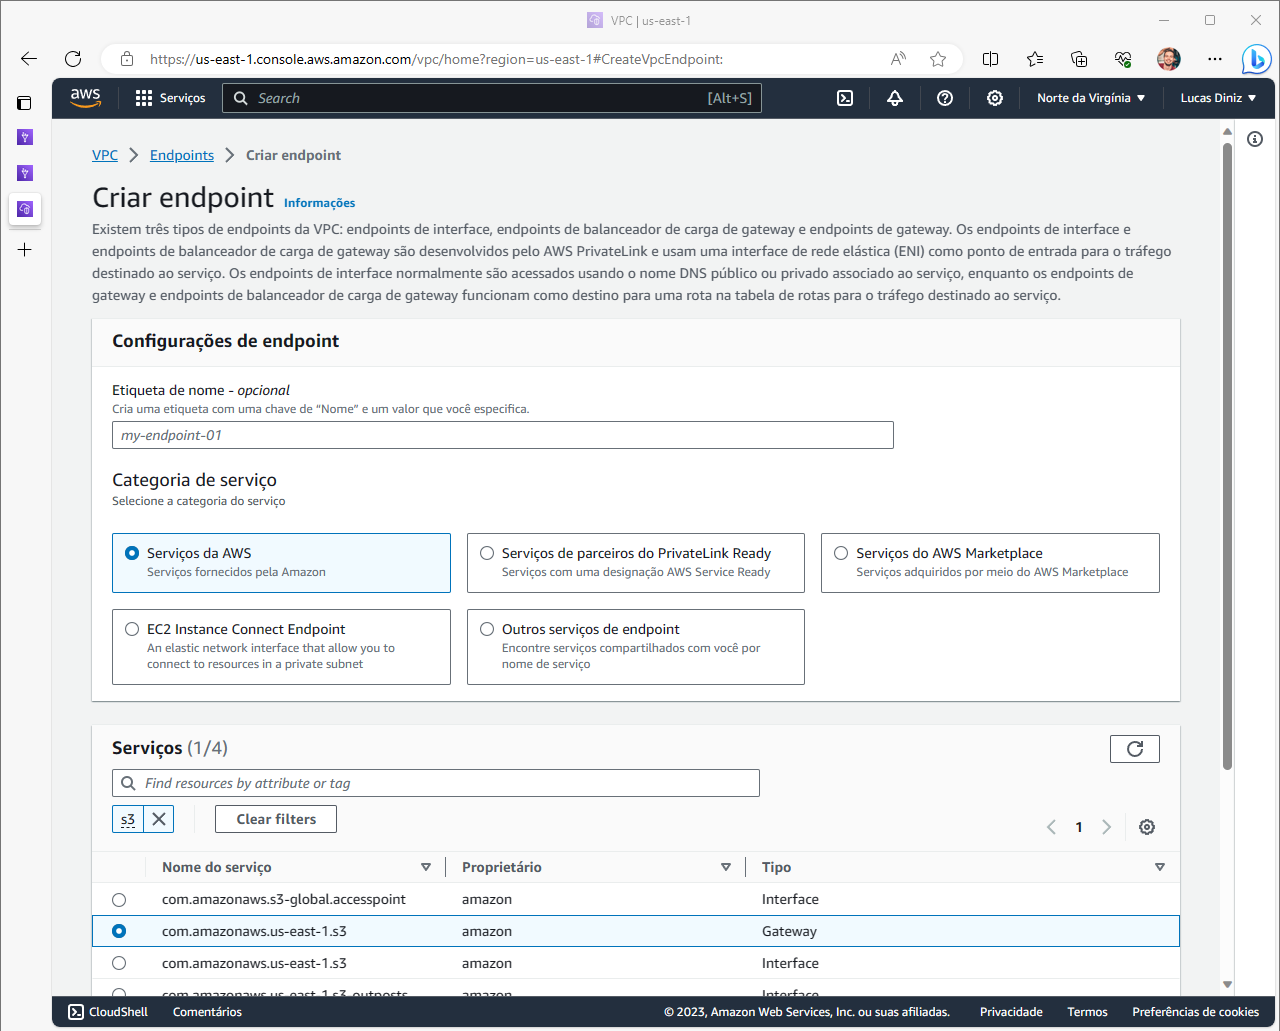 VPC | us-east-1
https://us-east-1.console.aws.amazon.com/vpc/home?region=us-east-1#CreateVpcEndpoint:
aws
Serviços
Search
[Alt+S]
Norte da Virgínia
Lucas Diniz
VPC
Endpoints
Criar endpoint
Criar endpoint
Informações
Existem três tipos de endpoints da VPC: endpoints de interface, endpoints de balanceador de carga de gateway e endpoints de gateway. Os endpoints de interface e
endpoints de balanceador de carga de gateway são desenvolvidos pelo AWS PrivateLink e usam uma interface de rede elástica (ENI) como ponto de entrada para o tráfego
destinado ao serviço. Os endpoints de interface normalmente são acessados usando o nome DNS público ou privado associado ao serviço, enquanto os endpoints de
gateway e endpoints de balanceador de carga de gateway funcionam como destino para uma rota na tabela de rotas para o tráfego destinado ao serviço.
Configurações de endpoint
Etiqueta de nome - opcional
Cria uma etiqueta com uma chave de “Nome” e um valor que você especifica.
my-endpoint-01
Categoria de serviço
Selecione a categoria do serviço
Serviços da AWS
Serviços fornecidos pela Amazon
Serviços de parceiros do PrivateLink Ready
Serviços com uma designação AWS Service Ready
Serviços do AWS Marketplace
Serviços adquiridos por meio do AWS Marketplace
EC2 Instance Connect Endpoint
An elastic network interface that allow you to
connect to resources in a private subnet
Outros serviços de endpoint
Encontre serviços compartilhados com você por
nome de serviço
Serviços (1/4)
Find resources by attribute or tag
s3
Clear filters
1
Nome do serviço
Proprietário
Tipo
com.amazonaws.s3-global.accesspoint
amazon
Interface
com.amazonaws.us-east-1.s3
amazon
Gateway
com.amazonaws.us-east-1.s3
amazon
Interface
com.amazonaws.us-east-1.s3-outposts
amazon
Interface
CloudShell
Comentários
© 2023, Amazon Web Services, Inc. ou suas afiliadas.
Privacidade
Termos
Preferências de cookies